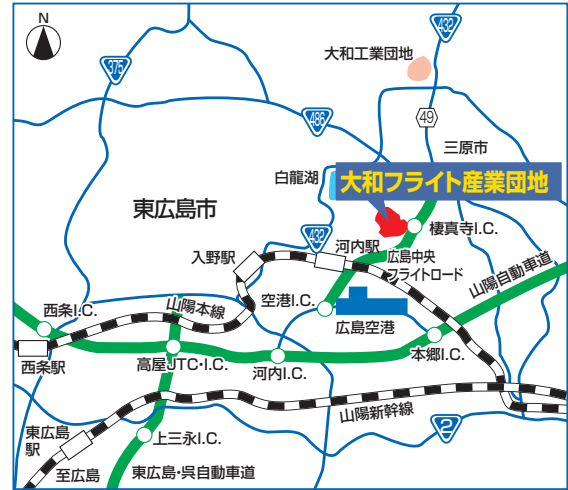 N
432
大和工業団地
375
486
49
三原市
白龍湖
大和フライト産業団地
東広島市
432
棲真寺I.C.
入野駅
河内駅
広島中央
フライトロード
山陽自動車道
西条I.C.
山陽本線
空港I.C.
広島空港
本郷I.C.
西条駅
高屋JTC・I.C.
河内I.C.
山陽新幹線
東広島
駅
上三永I.C.
2
至広島
東広島・呉自動車道